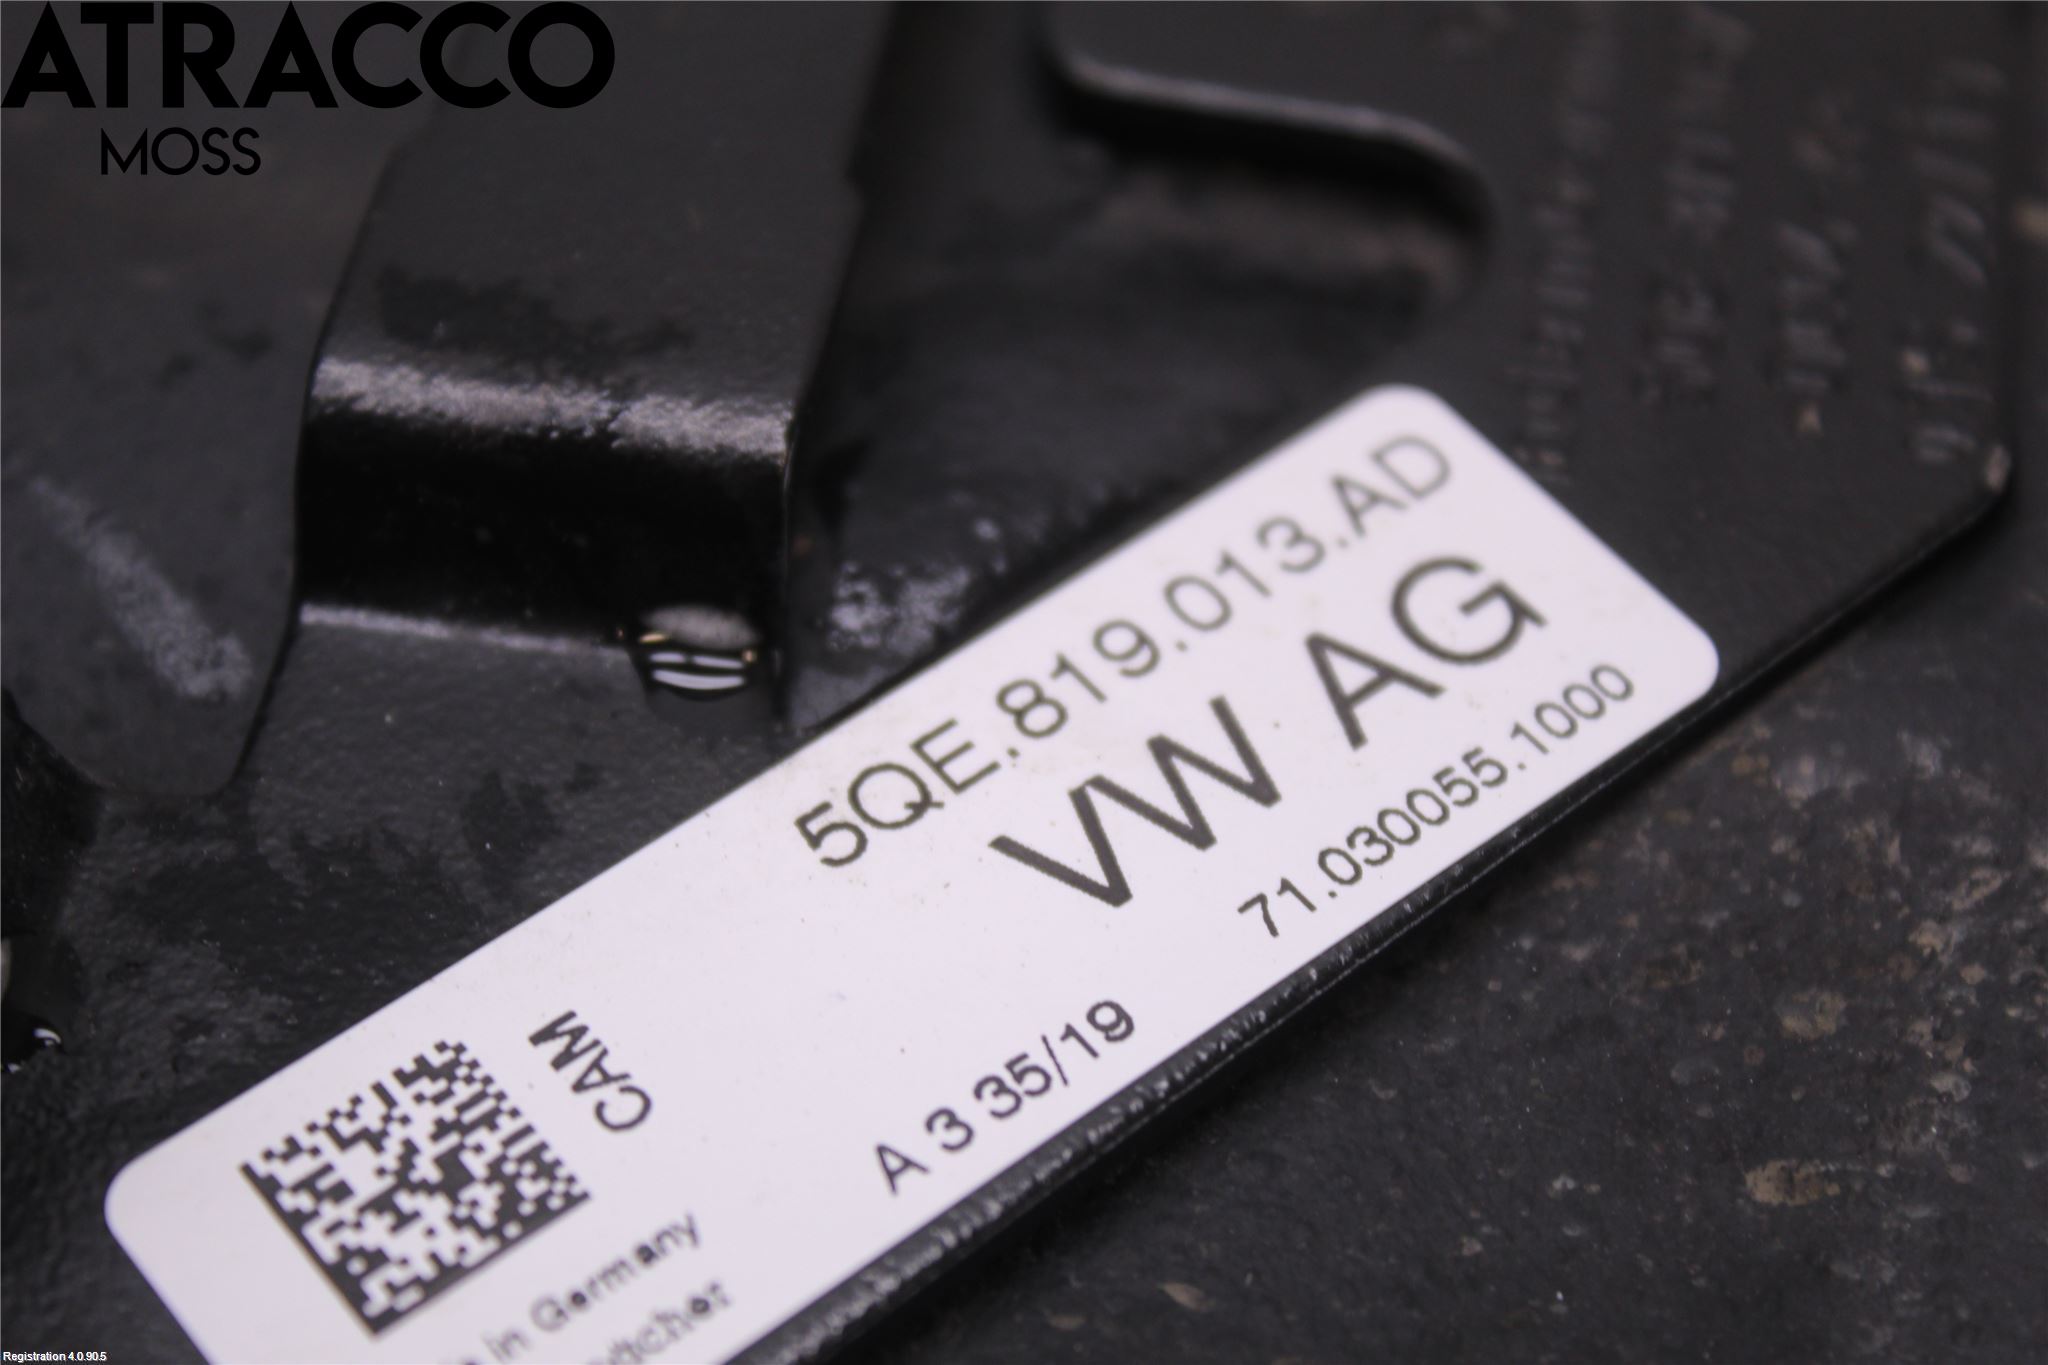 ATRACCO
MOSS
5QE.819.013.AD
VW AG
71.030055.1000
A 3 35/19
CAM
in Germany
Registration 4.0.90.5